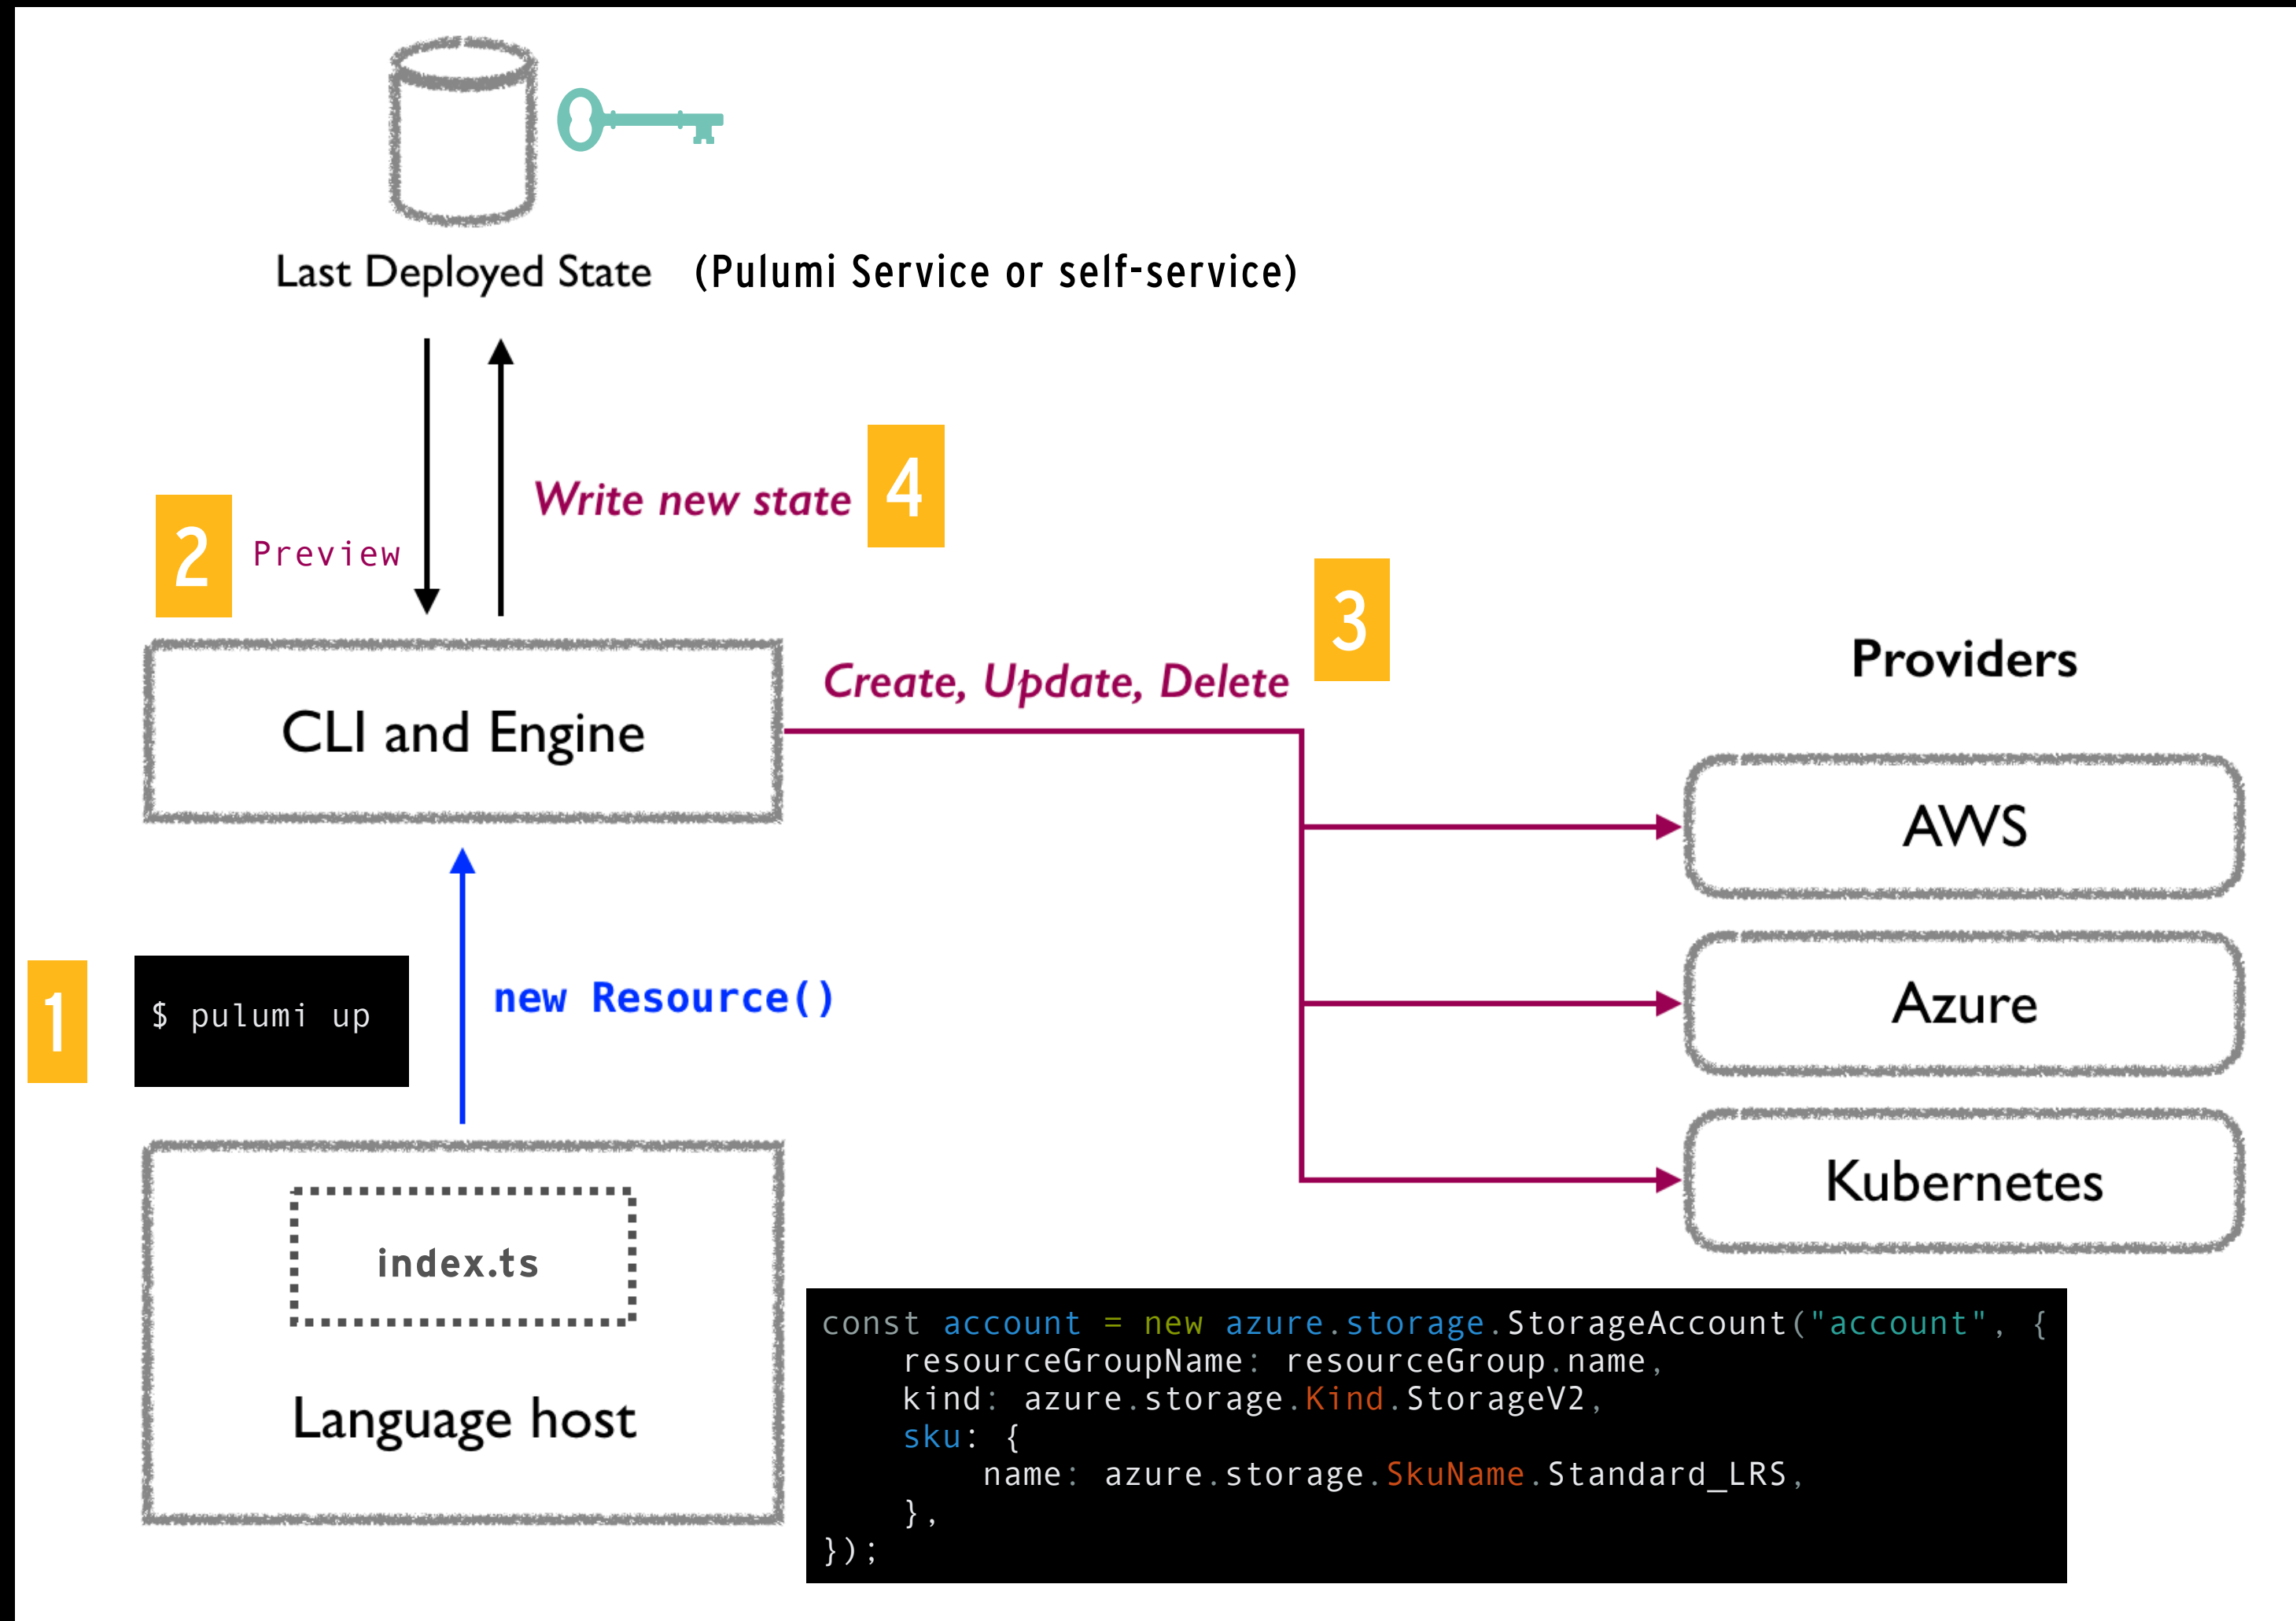 Last Deployed State (Pulumi Service or self-service)
Write new state 4
2 Preview
3
Create, Update, Delete
Providers
CLI and Engine
AWS
Azure
Kubernetes
1
$ pulumi up
new Resource()
index.ts
Language host
const account = new azure.storage.StorageAccount("account", {
    resourceGroupName: resourceGroup.name,
    kind: azure.storage.Kind.StorageV2,
    sku: {
        name: azure.storage.SkuName.Standard_LRS,
    },
});